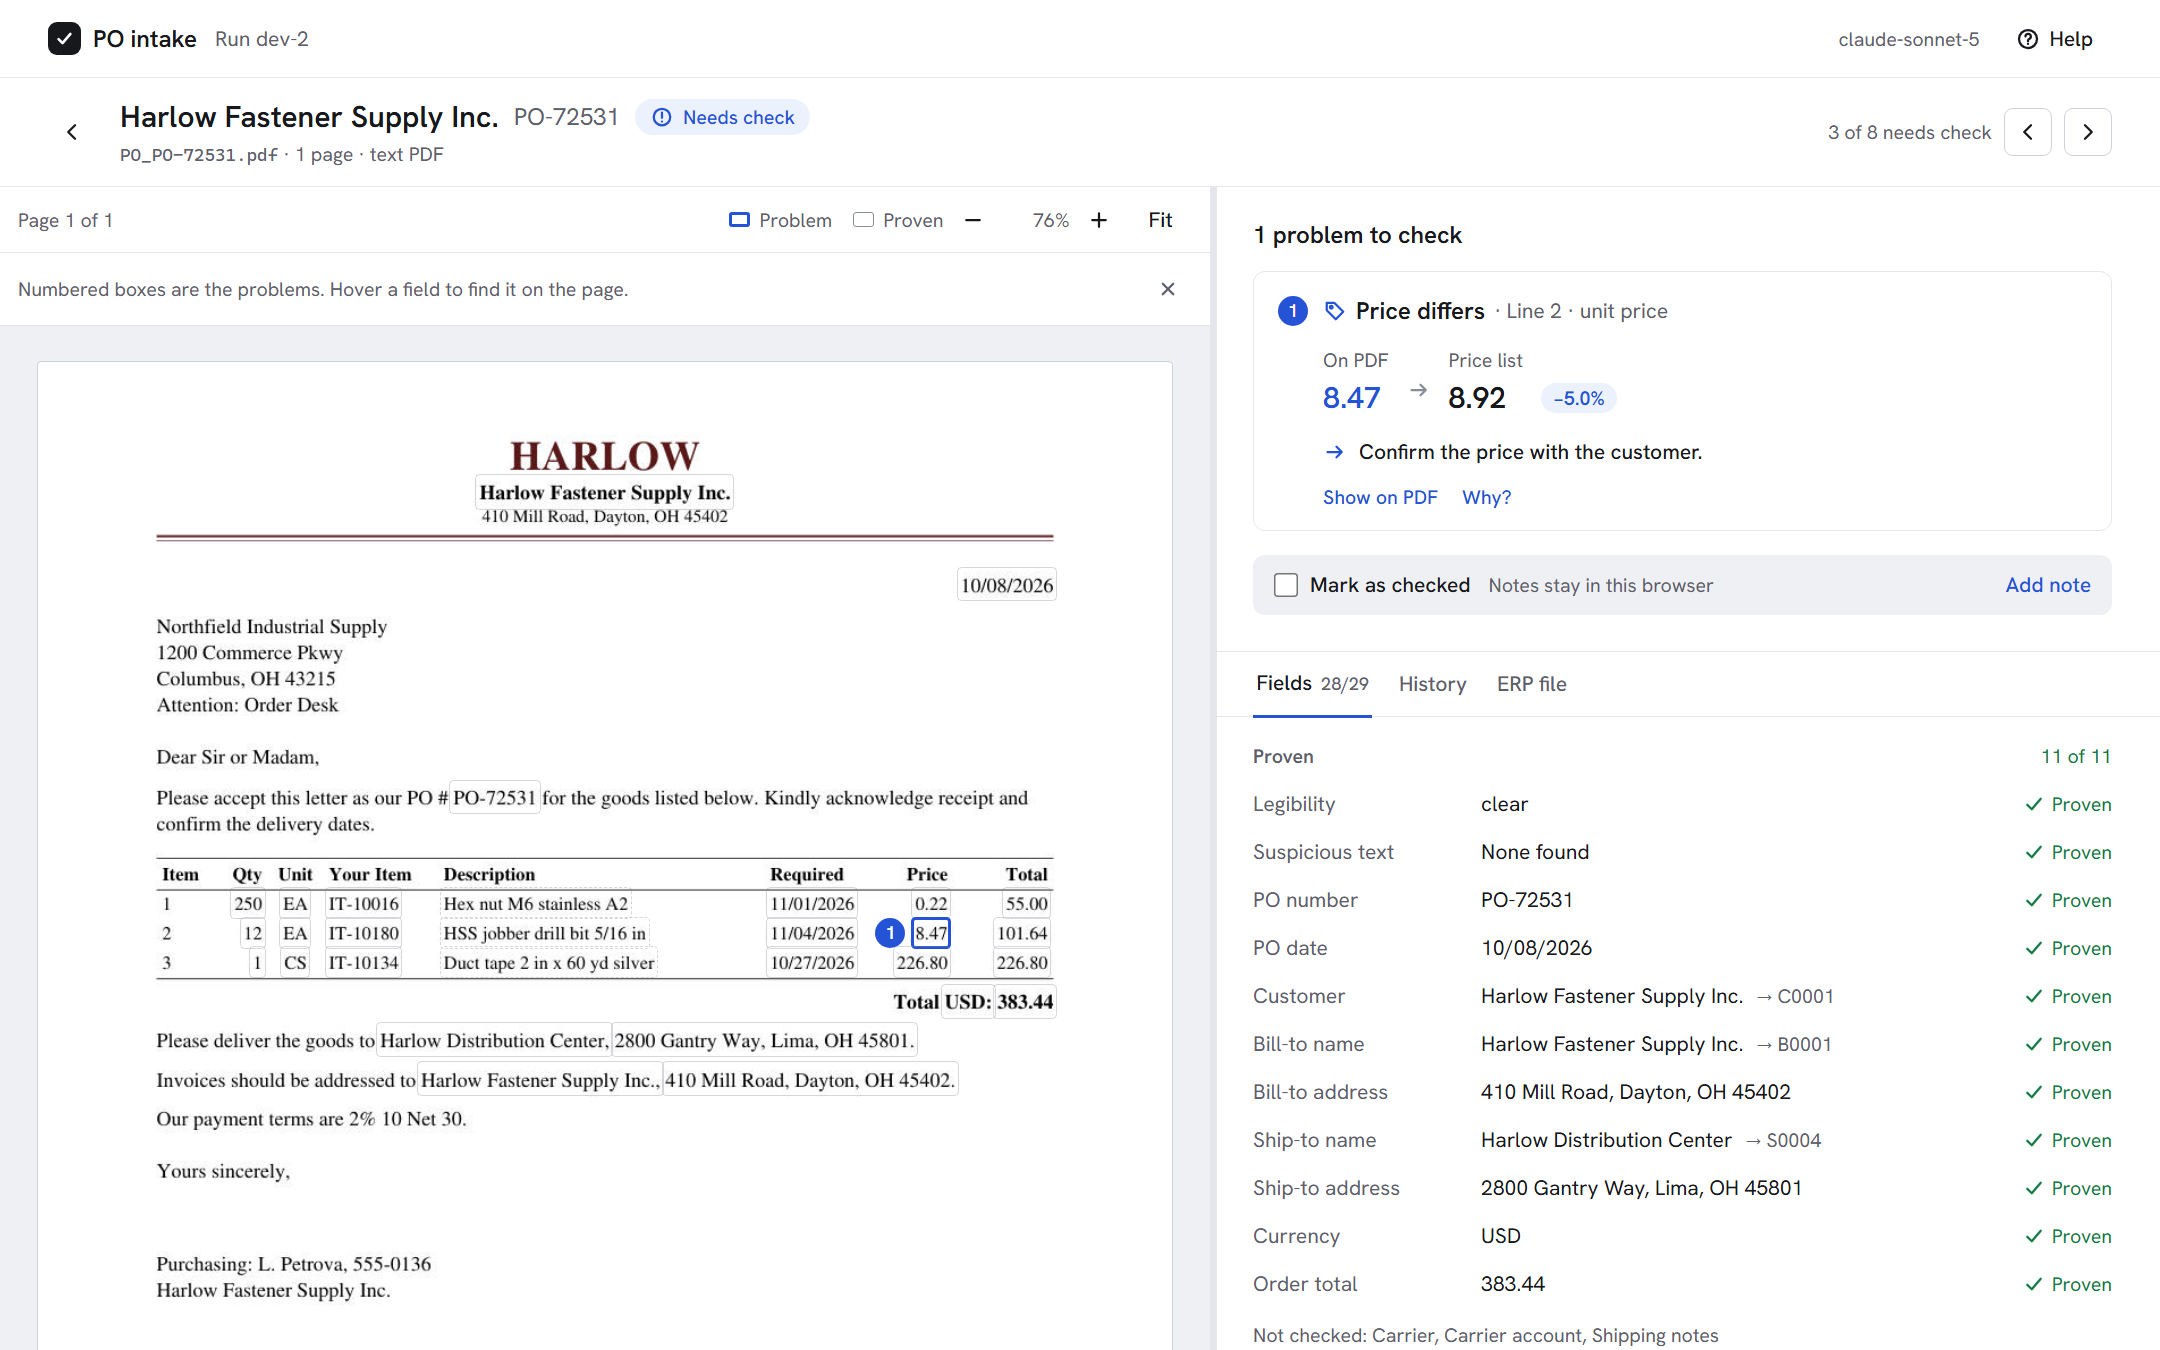 PO intake Run dev-2
claude-sonnet-5 Help
Harlow Fastener Supply Inc. PO-72531 Needs check
PO_PO-72531.pdf · 1 page · text PDF
3 of 8 needs check
Page 1 of 1
Problem Proven 76% Fit
Numbered boxes are the problems. Hover a field to find it on the page.
HARLOW
Harlow Fastener Supply Inc.
410 Mill Road, Dayton, OH 45402
10/08/2026
Northfield Industrial Supply
1200 Commerce Pkwy
Columbus, OH 43215
Attention: Order Desk
Dear Sir or Madam,
Please accept this letter as our PO # PO-72531 for the goods listed below. Kindly acknowledge receipt and
confirm the delivery dates.
Item Qty Unit Your Item Description Required Price Total
1 250 EA IT-10016 Hex nut M6 stainless A2 11/01/2026 0.22 55.00
2 12 EA IT-10180 HSS jobber drill bit 5/16 in 11/04/2026 1 8.47 101.64
3 1 CS IT-10134 Duct tape 2 in x 60 yd silver 10/27/2026 226.80 226.80
Total USD: 383.44
Please deliver the goods to Harlow Distribution Center, 2800 Gantry Way, Lima, OH 45801.
Invoices should be addressed to Harlow Fastener Supply Inc., 410 Mill Road, Dayton, OH 45402.
Our payment terms are 2% 10 Net 30.
Yours sincerely,
Purchasing: L. Petrova, 555-0136
Harlow Fastener Supply Inc.
1 problem to check
1 Price differs · Line 2 · unit price
On PDF Price list
8.47 → 8.92 −5.0%
→ Confirm the price with the customer.
Show on PDF Why?
Mark as checked Notes stay in this browser Add note
Fields 28/29 History ERP file
Proven 11 of 11
Legibility clear Proven
Suspicious text None found Proven
PO number PO-72531 Proven
PO date 10/08/2026 Proven
Customer Harlow Fastener Supply Inc. → C0001 Proven
Bill-to name Harlow Fastener Supply Inc. → B0001 Proven
Bill-to address 410 Mill Road, Dayton, OH 45402 Proven
Ship-to name Harlow Distribution Center → S0004 Proven
Ship-to address 2800 Gantry Way, Lima, OH 45801 Proven
Currency USD Proven
Order total 383.44 Proven
Not checked: Carrier, Carrier account, Shipping notes